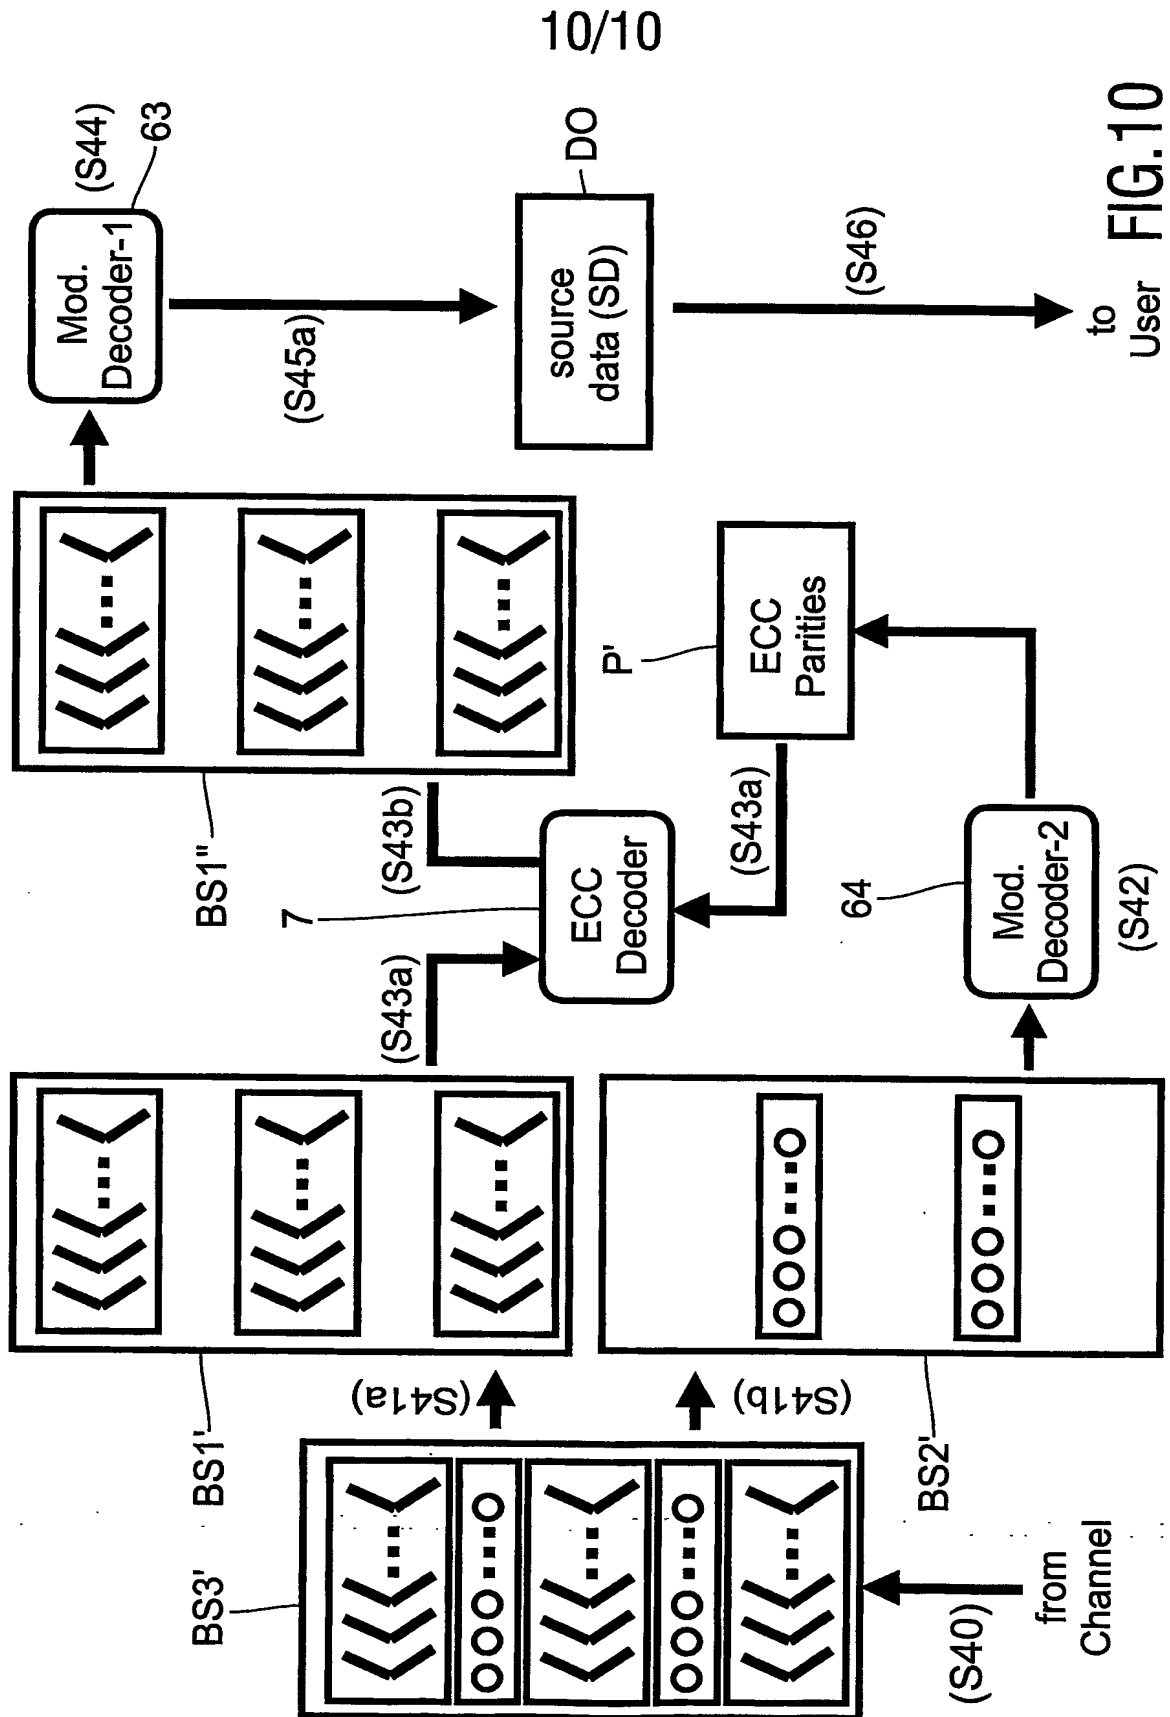 10/10
BS3'
(S40)
from
Channel
(S41a)
(S41b)
BS1'
BS2'
(S43a)
7
ECC
Decoder
(S43b)
BS1"
Mod.
Decoder-1
(S44)
63
(S45a)
source
data (SD)
DO
(S46)
to
User
P'
ECC
Parities
(S43a)
64
Mod.
Decoder-2
(S42)
FIG.10